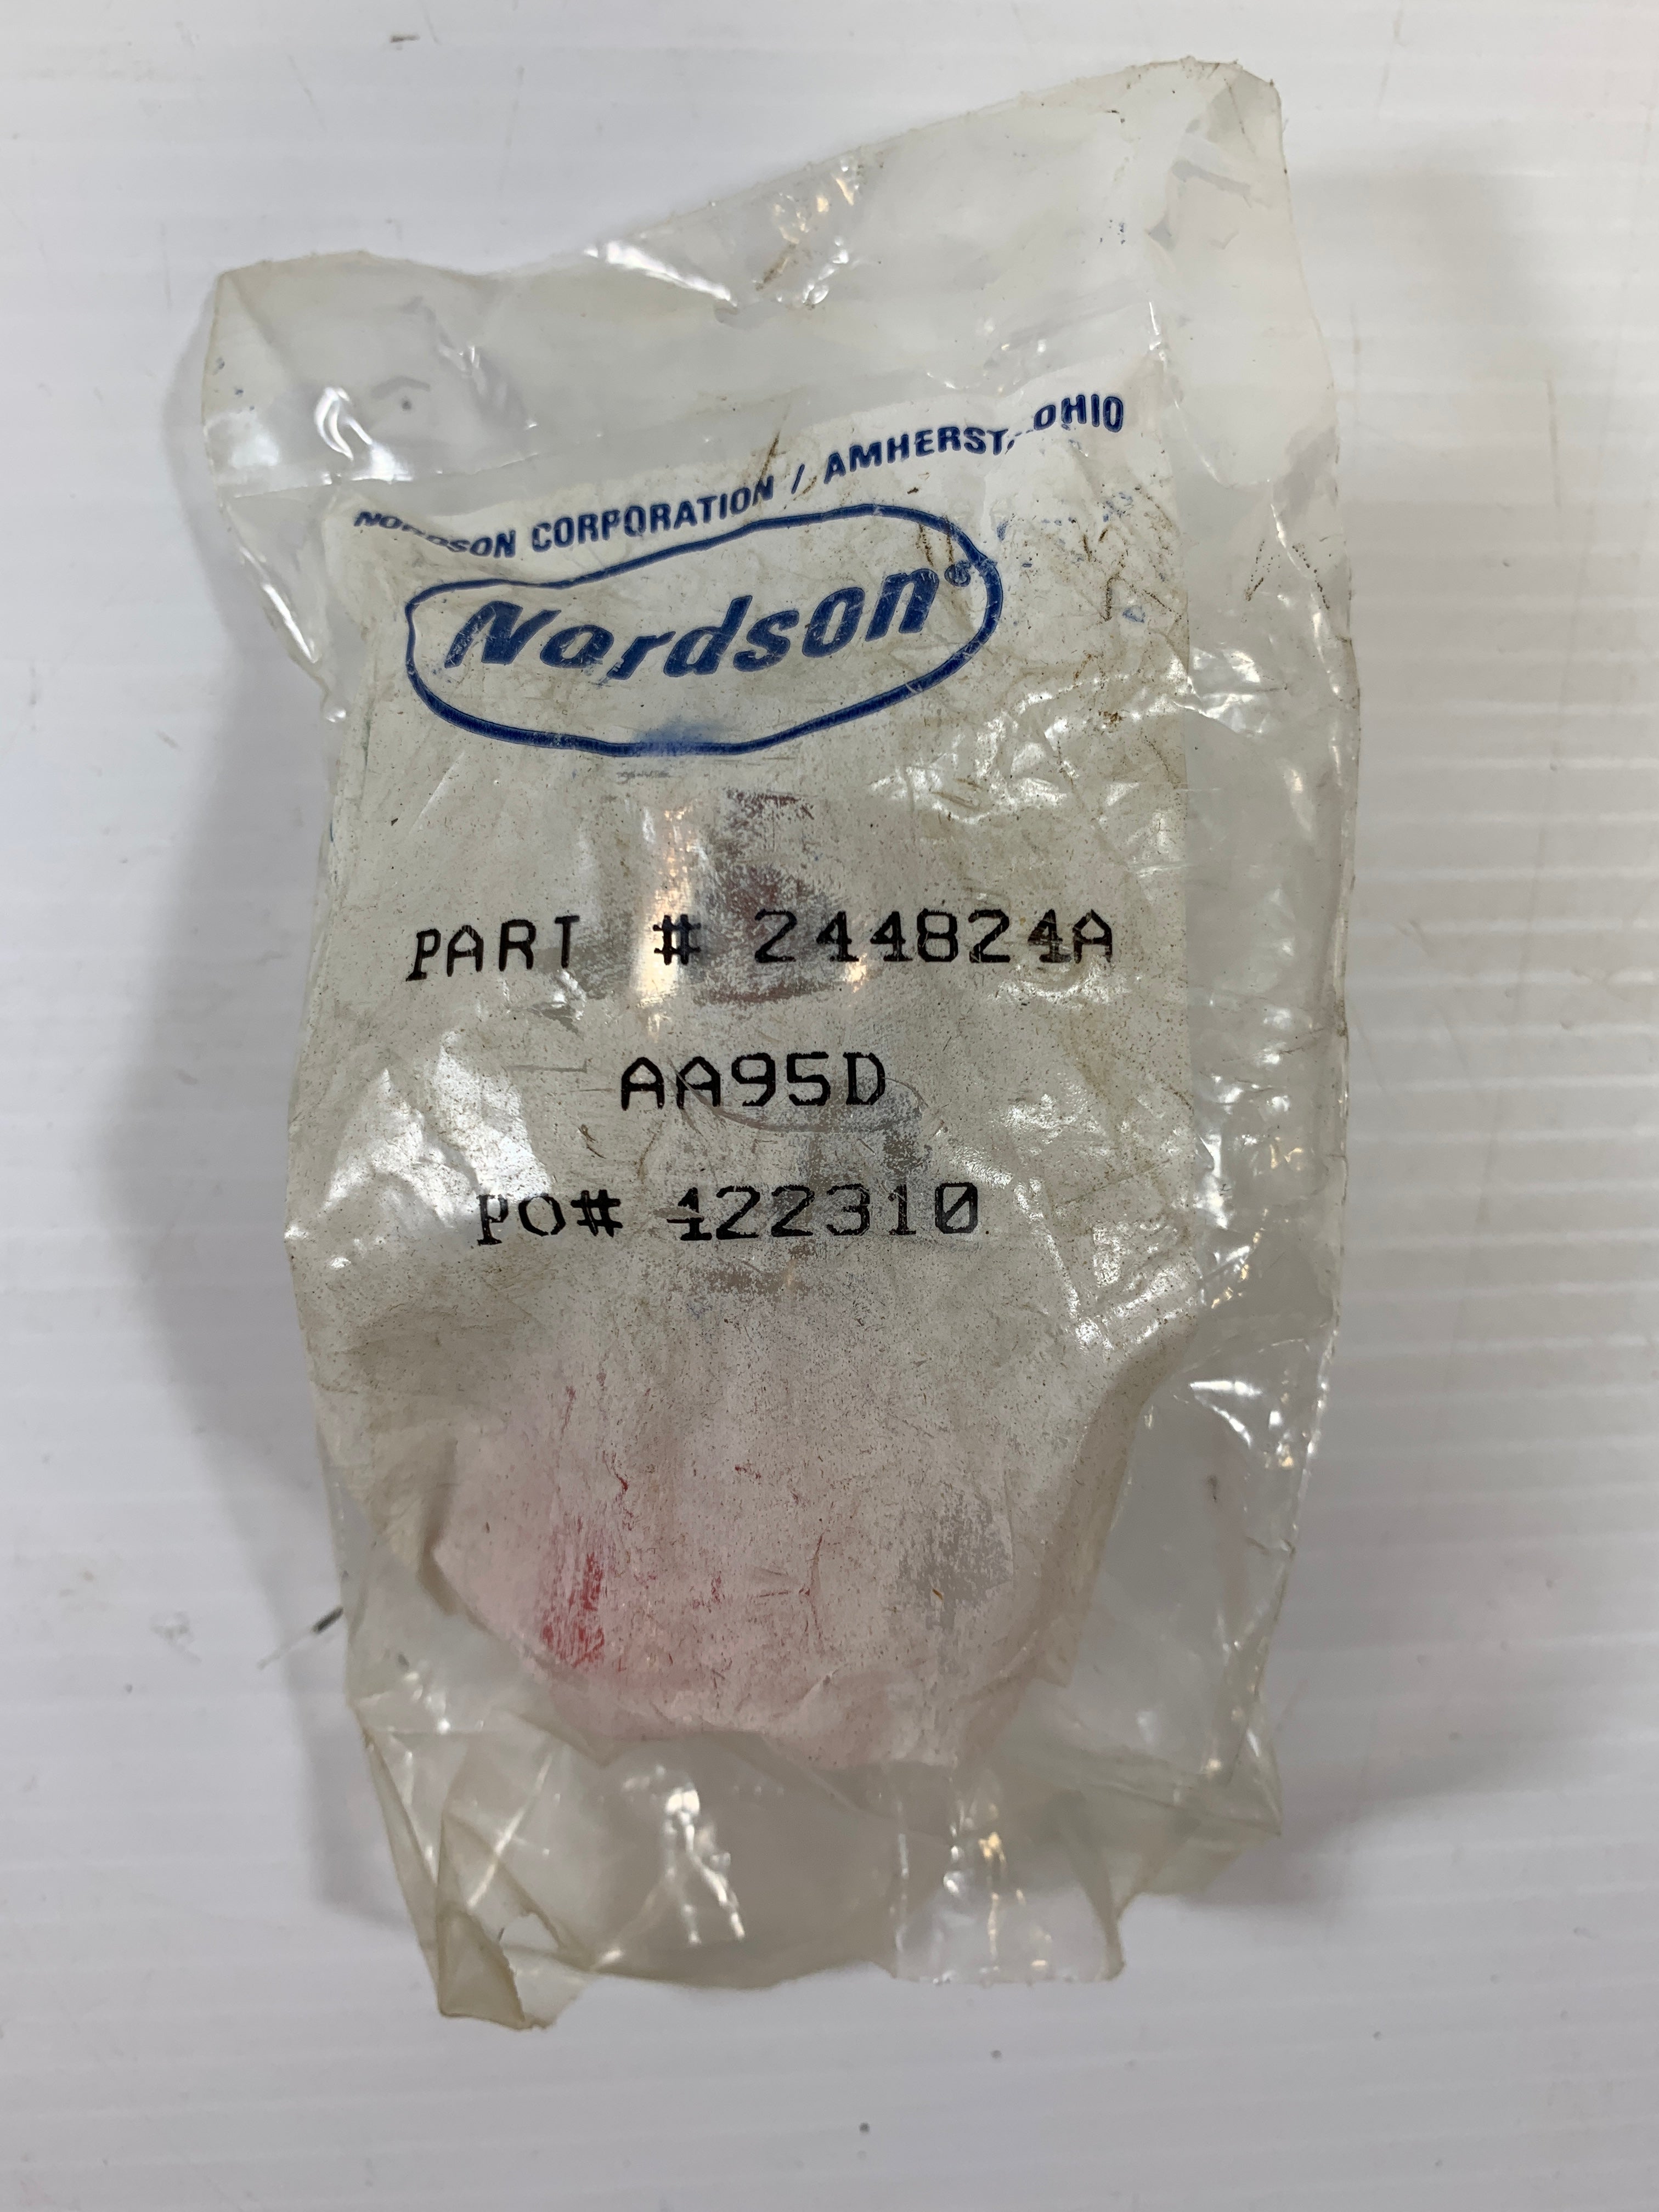 NORDSON CORPORATION / AMHERST, OHIO
Nordson®
PART # 244824A
AA95D
PO# 422310